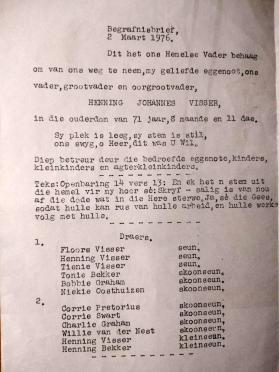 Begrafnisbrief,
2 Maart 1976.
Dit het ons Hemelse Vader behaag
om van ons weg te neem,my geliefde eggenoot,ons
vader,grootvader en oorgrootvader,
HENNING JOHANNES VISSER,
in die ouderdom van 71 jaar,8 maande en 11 dae.
Sy plek is leeg,sy stem is stil,
ons swyg,o Heer,dit was U Wil.
Diep betreur deur die bedroefde eggenote,kinders,
kleinkinders en agterkleinkinders.
Teks:Openbaring 14 vers 13: En ek het n stem uit
die hemel vir my hoor sê:Skryf - salig is van nou
af die dode wat in die Here sterwe,Ja,sê die Gees,
sodat hulle kan rus van hulle arbeid,en hulle werke
volg met hulle.
Draers.
1.
Floors Visser seun,
Henning Visser seun,
Tienie Visser seun,
Tonie Bekker skoonseun,
Bobbie Graham skoonseun,
Niekie Oosthuizen skoonseun,
2.
Corrie Pretorius skoonseun,
Corrie Swart skoonseun,
Charlie Graham skoonseun,
Willie van der Nest skoonseun,
Henning Visser kleinseun,
Henning Bekker kleinseun.